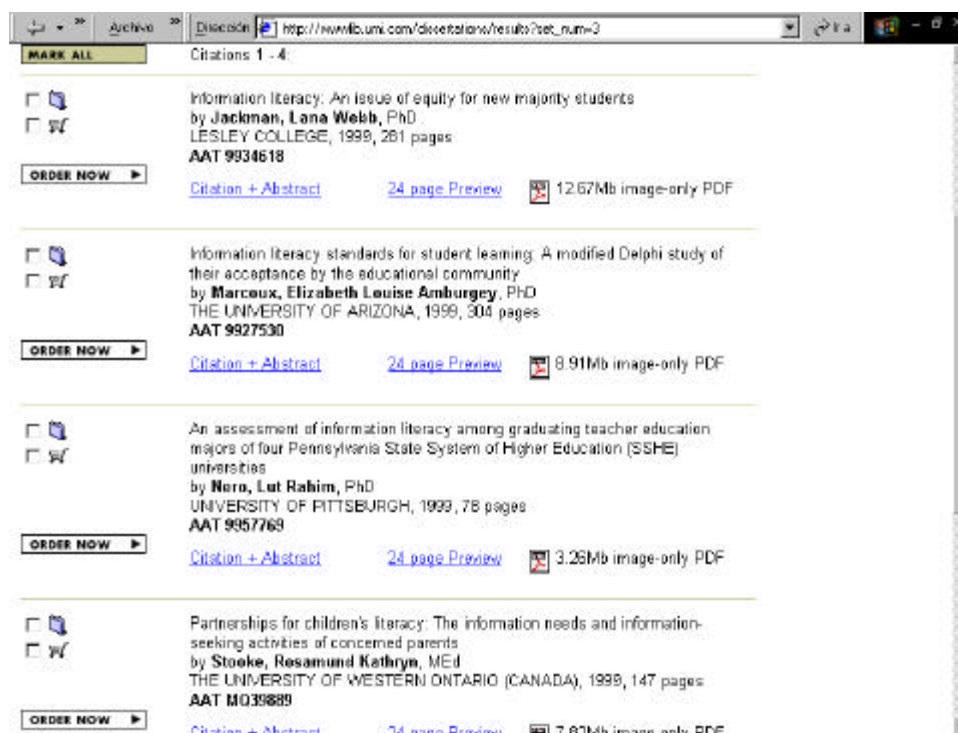 Archivo Dirección http://wwwlib.umi.com/dissertations/results?set_num=3 Ir a
MARK ALL Citations 1 - 4:
Information literacy: An issue of equity for new majority students
by Jackman, Lana Webb, PhD
LESLEY COLLEGE, 1999, 281 pages
AAT 9934618
ORDER NOW
Citation + Abstract 24 page Preview 12.67Mb image-only PDF
Information literacy standards for student learning: A modified Delphi study of
their acceptance by the educational community
by Marcoux, Elizabeth Louise Amburgey, PhD
THE UNIVERSITY OF ARIZONA, 1999, 304 pages
AAT 9927530
ORDER NOW
Citation + Abstract 24 page Preview 8.91Mb image-only PDF
An assessment of information literacy among graduating teacher education
majors of four Pennsylvania State System of Higher Education (SSHE)
universities
by Nero, Lut Rahim, PhD
UNIVERSITY OF PITTSBURGH, 1999, 78 pages
AAT 9957769
ORDER NOW
Citation + Abstract 24 page Preview 3.26Mb image-only PDF
Partnerships for children's literacy: The information needs and information-
seeking activities of concerned parents
by Stooke, Rosamund Kathryn, MEd
THE UNIVERSITY OF WESTERN ONTARIO (CANADA), 1999, 147 pages
AAT MQ39889
ORDER NOW
Citation + Abstract 24 page Preview image-only PDF